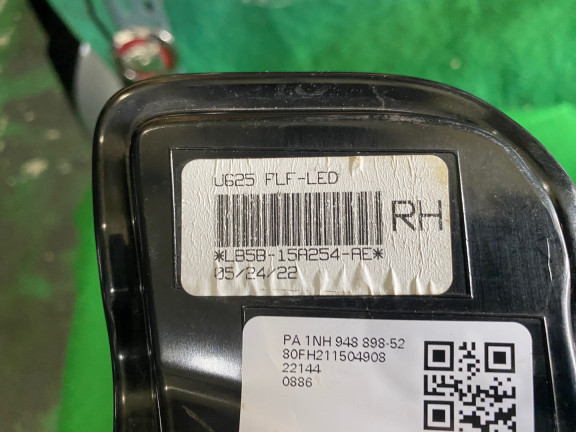 U625 FLF-LED
RH
*LB5B-15A254-AE*
05/24/22
PA 1NH 948 898-52
80FH211504908
22144
0886